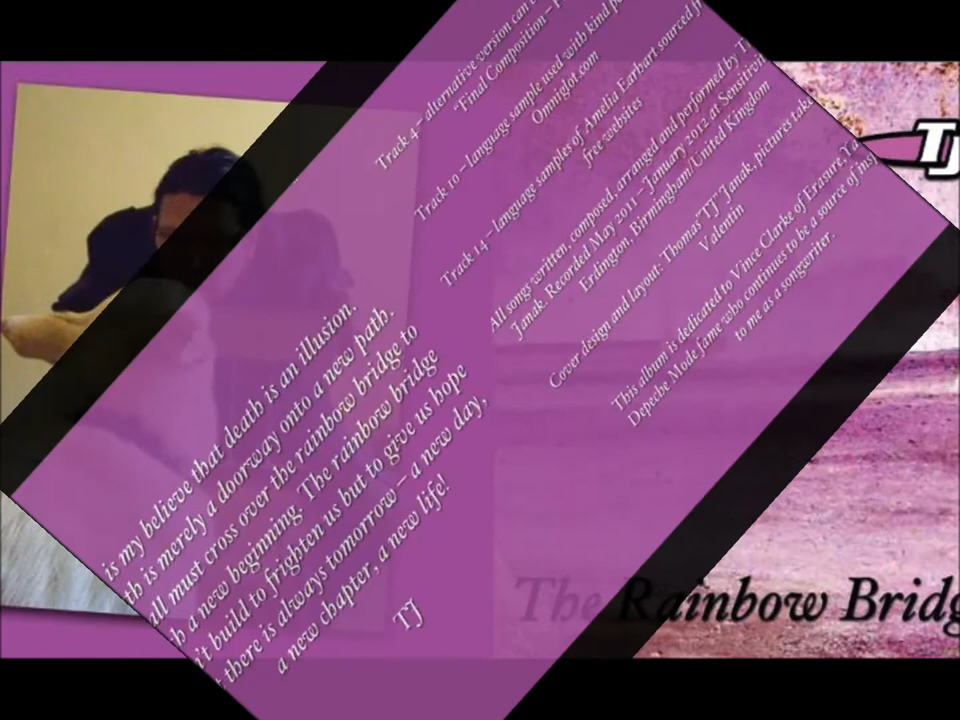 is my believe that death is an illusion.
th is merely a doorway onto a new path.
all must cross over the rainbow bridge to
h a new beginning. The rainbow bridge
n't build to frighten us but to give us hope
t there is always tomorrow – a new day,
a new chapter, a new life!
TJ
Track 4 – alternative version can
"Final Composition –
Track 10 – language sample used with kind
Omniglot.com
Track 14 – language samples of Amelia Earhart sourced
free websites
All songs written, composed, arranged and performed by
Janak. Recorded May 2011 – January 2012 at
Erdington, Birmingham/United Kingdom
Cover design and layout: Thomas "TJ" Janak, pictures
Valentin
This album is dedicated to Vince Clarke of Erasure,
Depeche Mode fame who continues to be a source of
to me as a songwriter.
TJ
The Rainbow Bridg